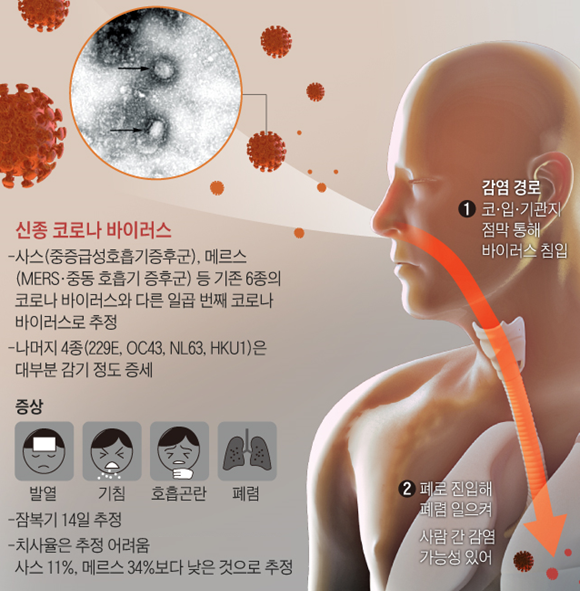 신종 코로나 바이러스
-사스(중증급성호흡기증후군), 메르스
(MERS·중동 호흡기 증후군) 등 기존 6종의
코로나 바이러스와 다른 일곱 번째 코로나
바이러스로 추정
-나머지 4종(229E, OC43, NL63, HKU1)은
대부분 감기 정도 증세
증상
발열 기침 호흡곤란 폐렴
-잠복기 14일 추정
-치사율은 추정 어려움
사스 11%, 메르스 34%보다 낮은 것으로 추정
감염 경로
1 코·입·기관지
점막 통해
바이러스 침입
2 폐로 진입해
폐렴 일으켜
사람 간 감염
가능성 있어